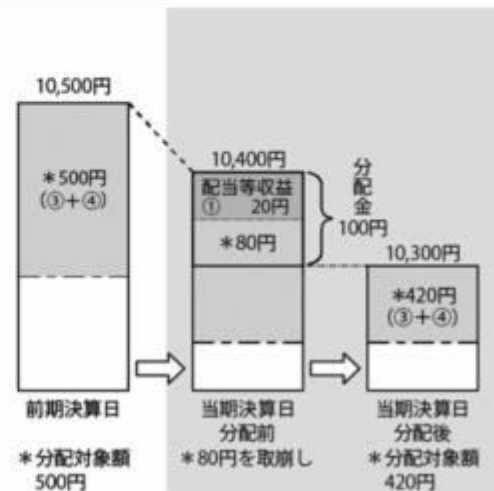 10,500円
*500円
(③+④)
前期決算日
*分配対象額
500円
10,400円
配当等収益
① 20円
*80円
分配金
100円
当期決算日
分配前
*80円を取崩し
10,300円
*420円
(③+④)
当期決算日
分配後
*分配対象額
420円